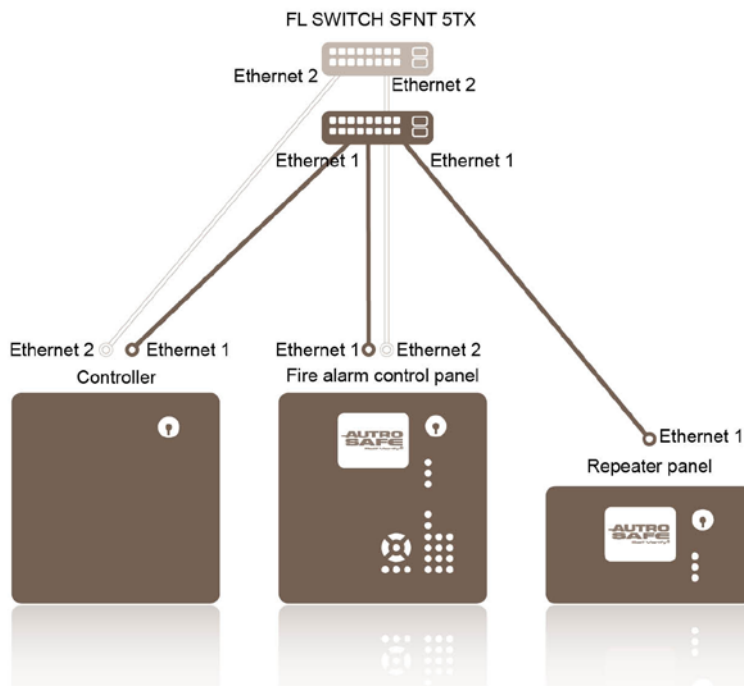 FL SWITCH SFNT 5TX
Ethernet 2
Ethernet 2
Ethernet 1
Ethernet 1
Ethernet 2
Ethernet 1
Ethernet 1
Ethernet 2
Controller
Fire alarm control panel
Ethernet 1
Repeater panel
AUTRO
SAFE
AUTRO
SAFE